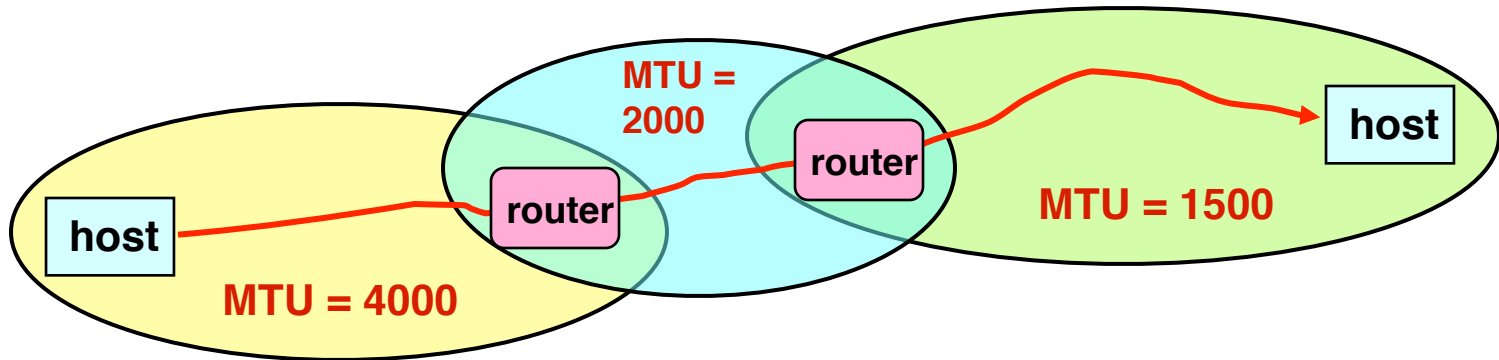 host
MTU = 4000
router
MTU =
2000
router
MTU = 1500
host